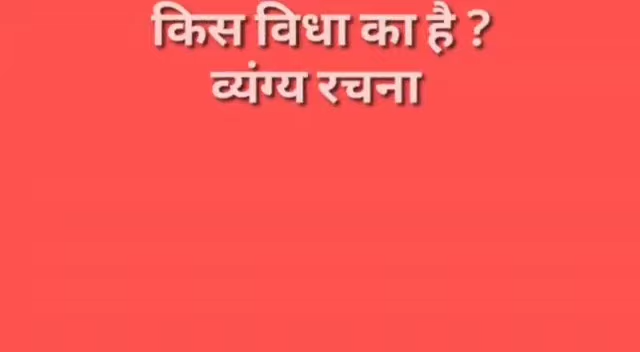 किस विधा का है ?
व्यंग्य रचना